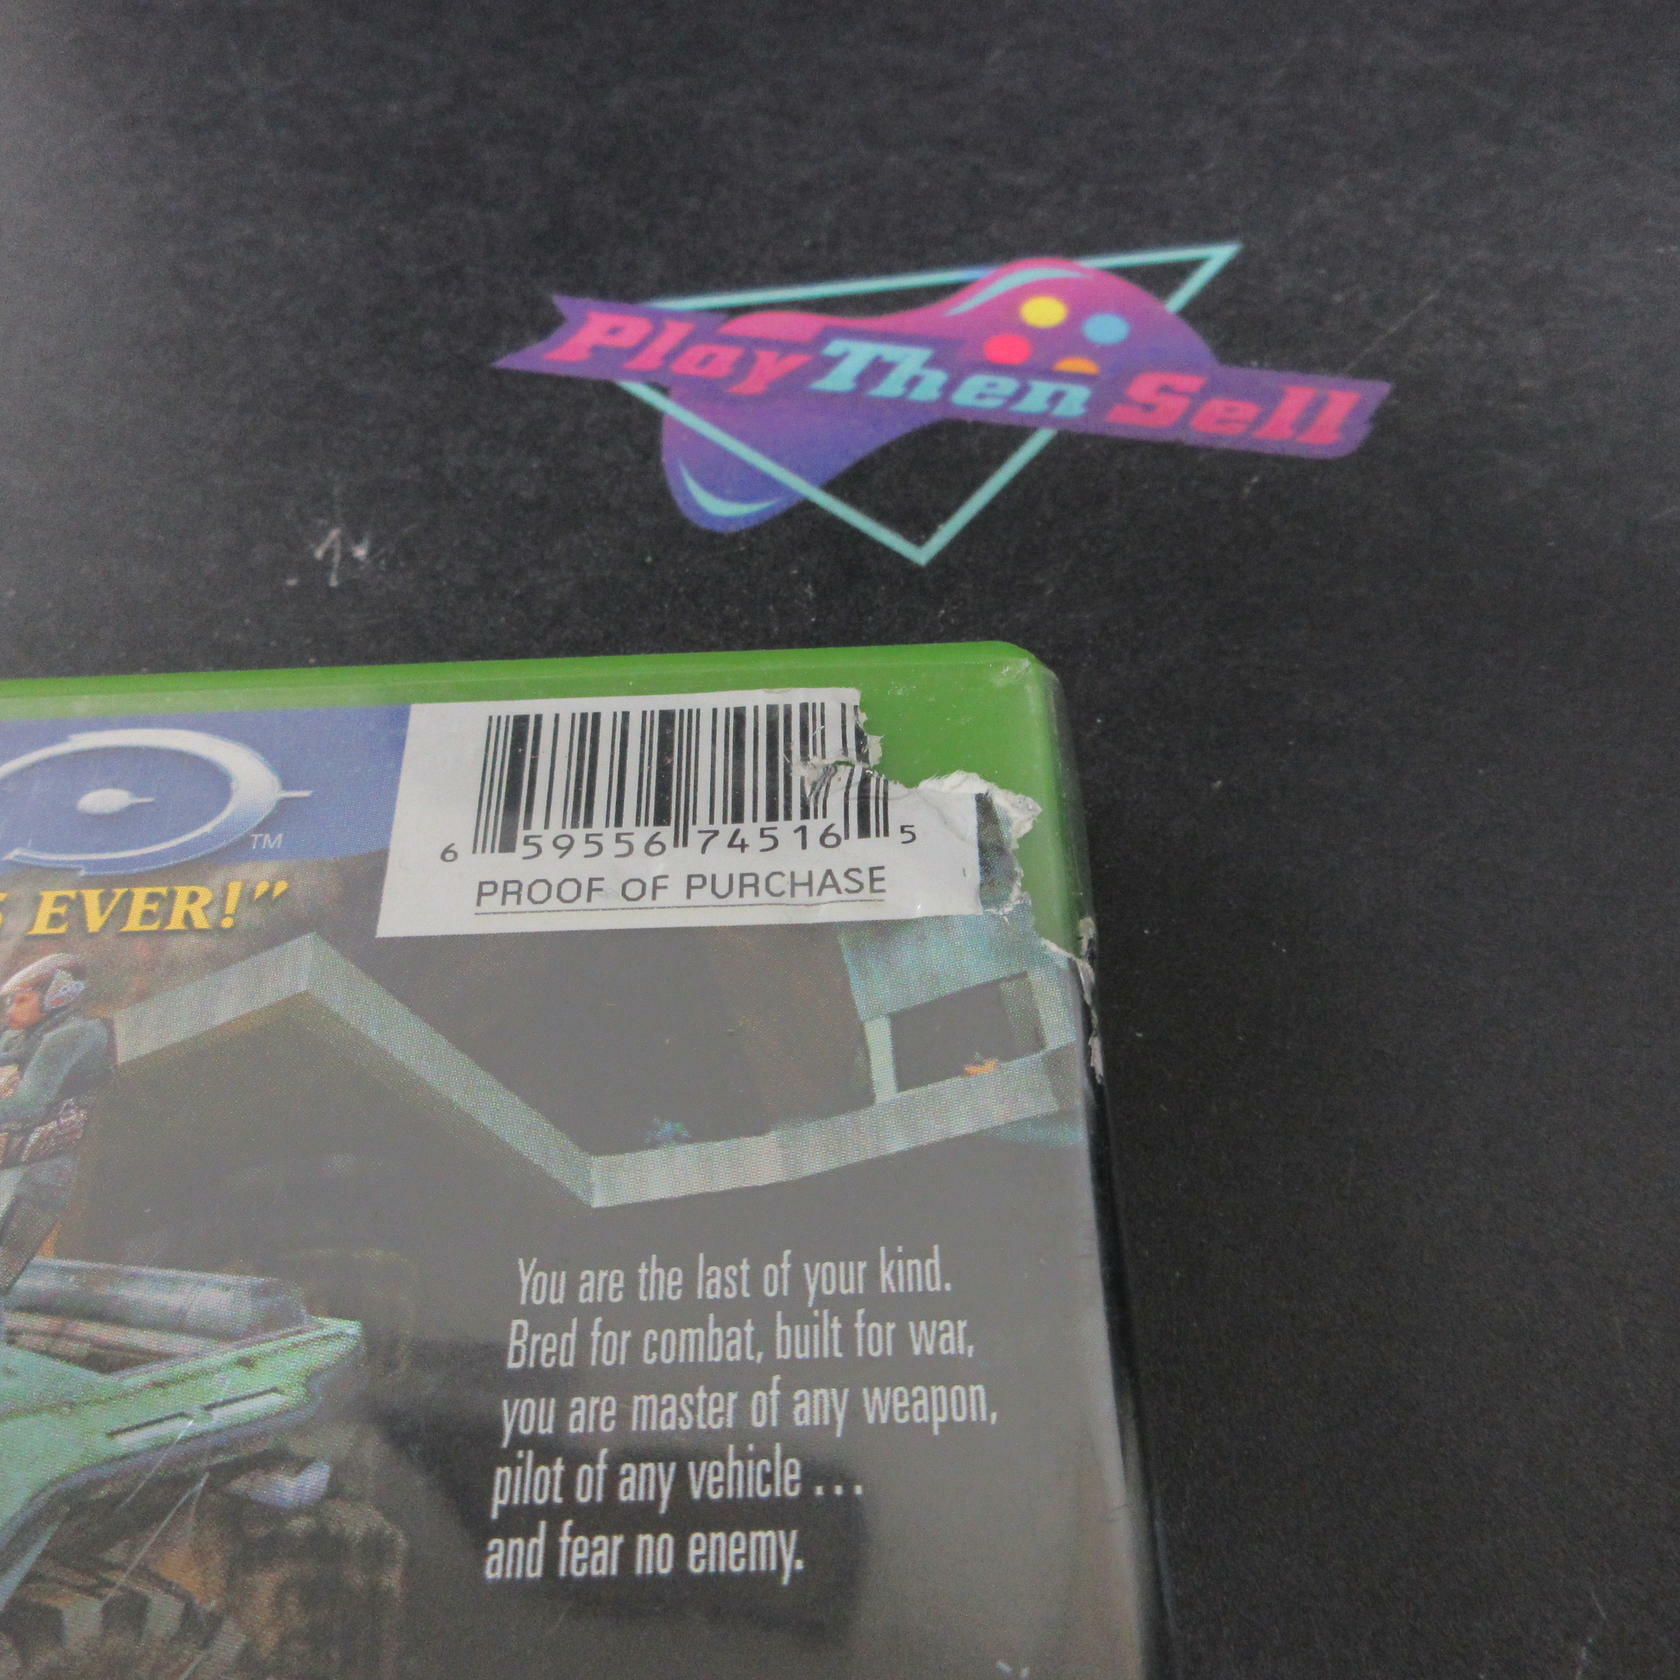 Play Then Sell
TM
EVER!”
6 59556 74516 5
PROOF OF PURCHASE
You are the last of your kind.
Bred for combat, built for war,
you are master of any weapon,
pilot of any vehicle . . .
and fear no enemy.